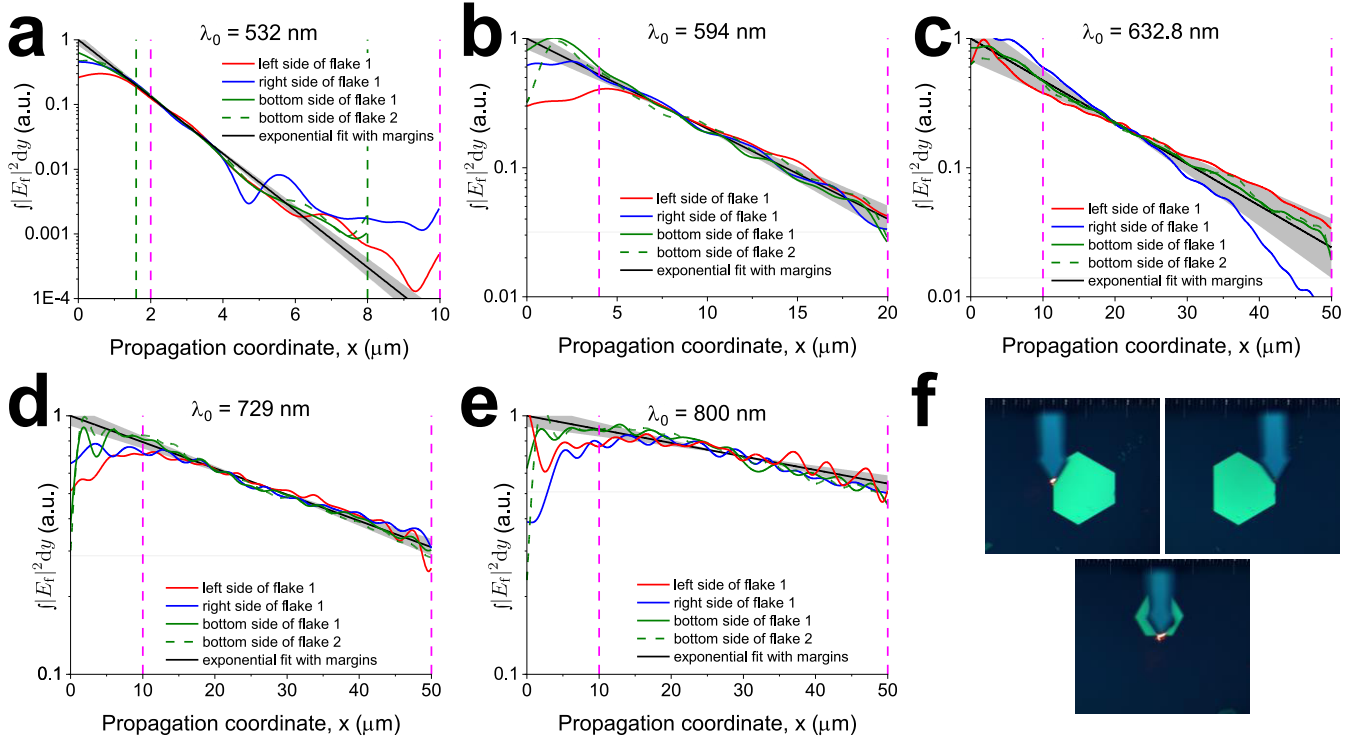 a
λ₀ = 532 nm
∫|E_f|²dy (a.u.)
1
0.1
0.01
0.001
1E-4
left side of flake 1
right side of flake 1
bottom side of flake 1
bottom side of flake 2
exponential fit with margins
0 2 4 6 8 10
Propagation coordinate, x (μm)
b
λ₀ = 594 nm
∫|E_f|²dy (a.u.)
1
0.1
0.01
left side of flake 1
right side of flake 1
bottom side of flake 1
bottom side of flake 2
exponential fit with margins
0 5 10 15 20
Propagation coordinate, x (μm)
c
λ₀ = 632.8 nm
∫|E_f|²dy (a.u.)
1
0.1
0.01
left side of flake 1
right side of flake 1
bottom side of flake 1
bottom side of flake 2
exponential fit with margins
0 10 20 30 40 50
Propagation coordinate, x (μm)
d
λ₀ = 729 nm
∫|E_f|²dy (a.u.)
1
0.1
left side of flake 1
right side of flake 1
bottom side of flake 1
bottom side of flake 2
exponential fit with margins
0 10 20 30 40 50
Propagation coordinate, x (μm)
e
λ₀ = 800 nm
∫|E_f|²dy (a.u.)
1
0.1
left side of flake 1
right side of flake 1
bottom side of flake 1
bottom side of flake 2
exponential fit with margins
0 10 20 30 40 50
Propagation coordinate, x (μm)
f